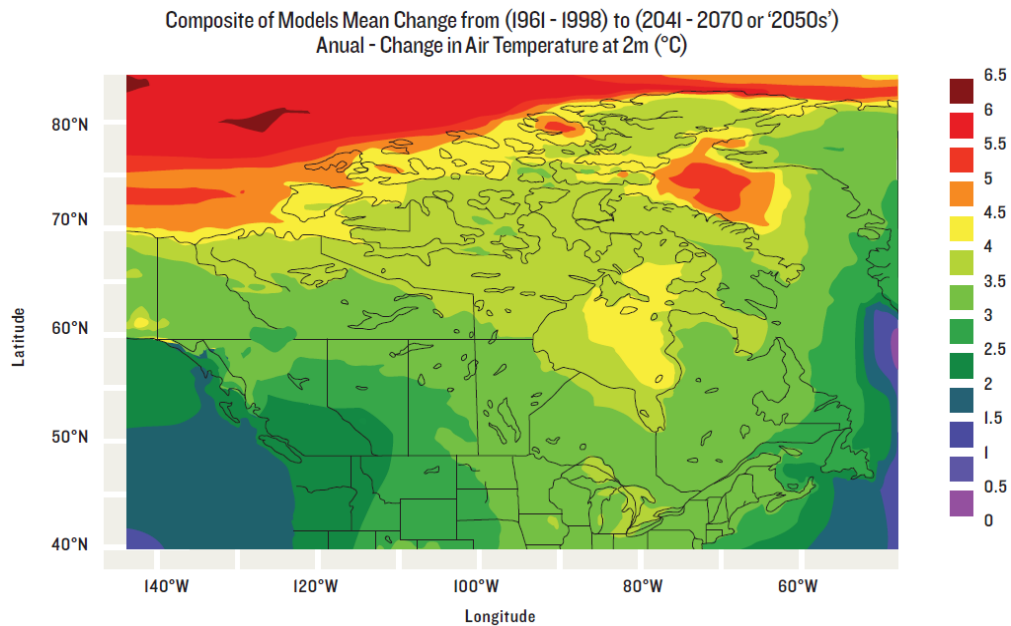 Composite of Models Mean Change from (1961 - 1998) to (2041 - 2070 or ‘2050s’)
Anual - Change in Air Temperature at 2m (°C)
6.5
6
5.5
5
4.5
4
3.5
3
2.5
2
1.5
1
0.5
0
80°N
70°N
60°N
50°N
40°N
Latitude
140°W 120°W 100°W 80°W 60°W
Longitude